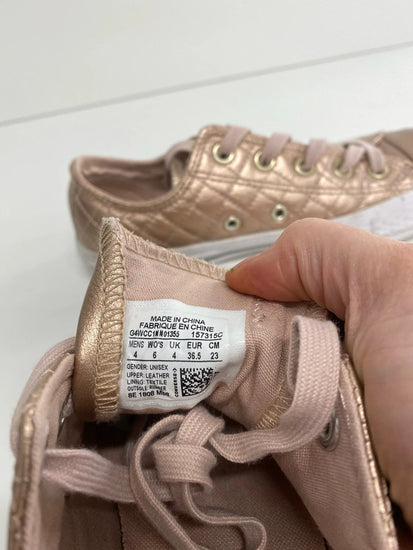 MADE IN CHINA
FABRIQUE EN CHINE
157315C
MENS WO'S UK EUR CM
4 6 4 36.5 23
GENDER: UNISEX
UPPER: LEATHER
LINING: TEXTILE
OUTSOLE: RUBBER
CONVERSE